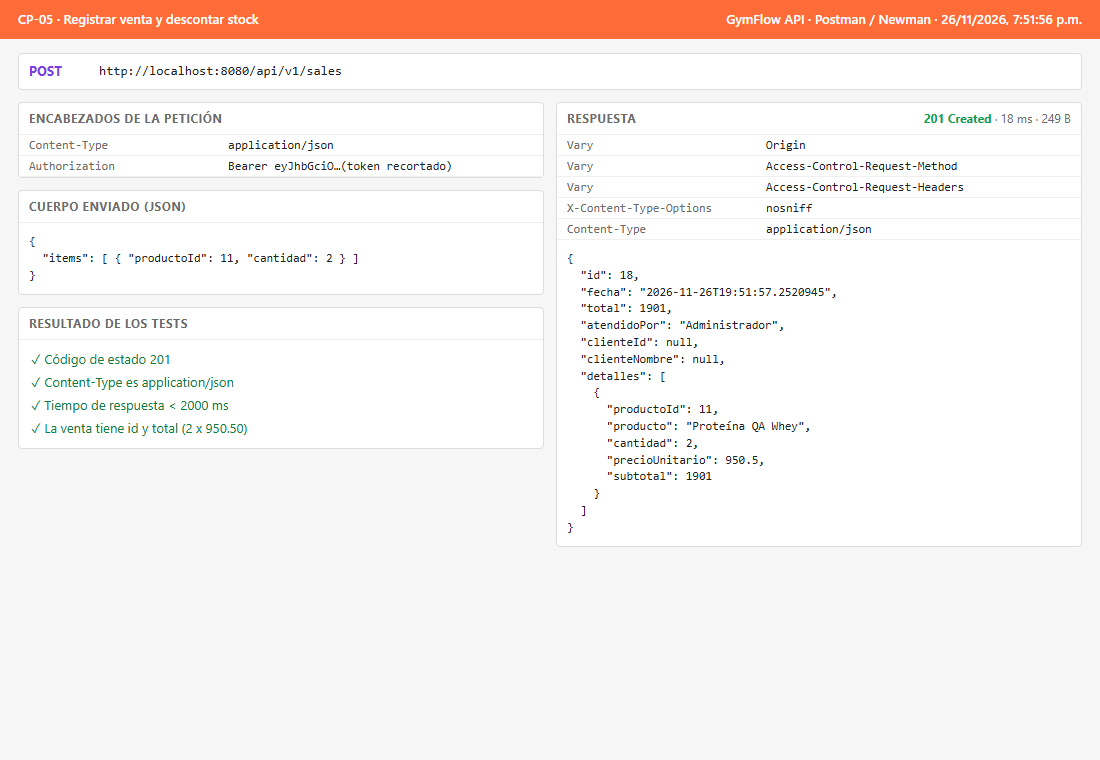 CP-05 · Registrar venta y descontar stock
GymFlow API · Postman / Newman · 26/11/2026, 7:51:56 p.m.
POST http://localhost:8080/api/v1/sales
ENCABEZADOS DE LA PETICIÓN
Content-Type application/json
Authorization Bearer eyJhbGciO…(token recortado)
CUERPO ENVIADO (JSON)
{
  "items": [ { "productoId": 11, "cantidad": 2 } ]
}
RESULTADO DE LOS TESTS
✓ Código de estado 201
✓ Content-Type es application/json
✓ Tiempo de respuesta < 2000 ms
✓ La venta tiene id y total (2 x 950.50)
RESPUESTA 201 Created · 18 ms · 249 B
Vary Origin
Vary Access-Control-Request-Method
Vary Access-Control-Request-Headers
X-Content-Type-Options nosniff
Content-Type application/json
{
  "id": 18,
  "fecha": "2026-11-26T19:51:57.2520945",
  "total": 1901,
  "atendidoPor": "Administrador",
  "clienteId": null,
  "clienteNombre": null,
  "detalles": [
    {
      "productoId": 11,
      "producto": "Proteína QA Whey",
      "cantidad": 2,
      "precioUnitario": 950.5,
      "subtotal": 1901
    }
  ]
}